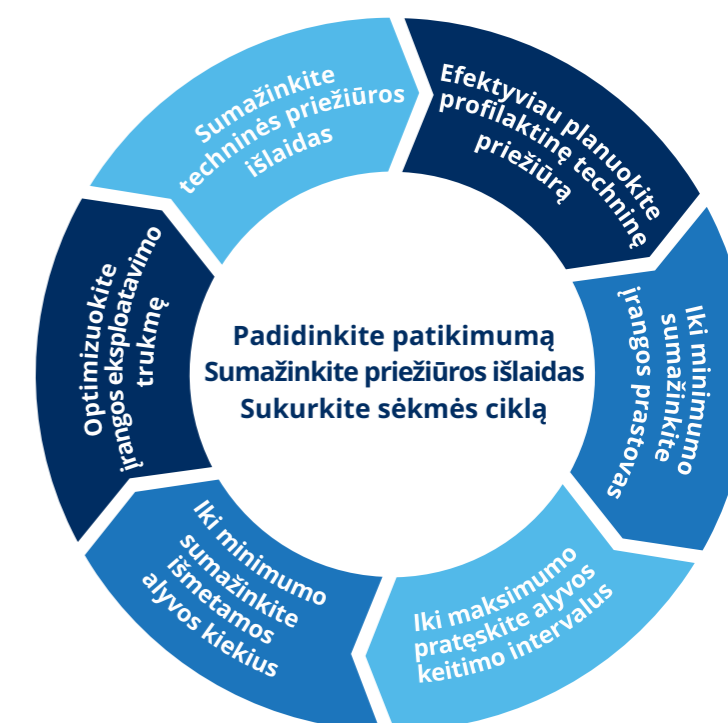 Efektyviau planuokite
profilaktinę techninę
priežiūrą
Iki minimumo
sumažinkite
įrangos prastovas
Iki maksimumo
pratęskite alyvos
keitimo intervalus
Iki minimumo
sumažinkite
išmetamos
alyvos kiekius
Optimizuokite
įrangos eksploatavimo
trukmę
Sumažinkite
techninės priežiūros
išlaidas
Padidinkite patikimumą
Sumažinkite priežiūros išlaidas
Sukurkite sėkmės ciklą